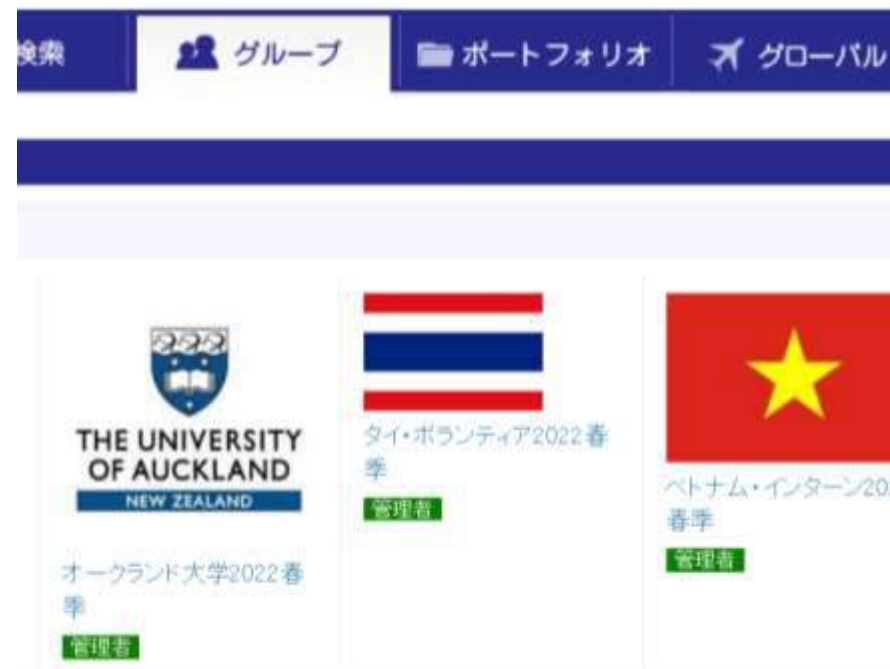 検索
グループ
ポートフォリオ
グローバル
THE UNIVERSITY
OF AUCKLAND
NEW ZEALAND
オークランド大学2022春
季
管理者
タイ・ボランティア2022春
季
管理者
ベトナム・インターン20
春季
管理者